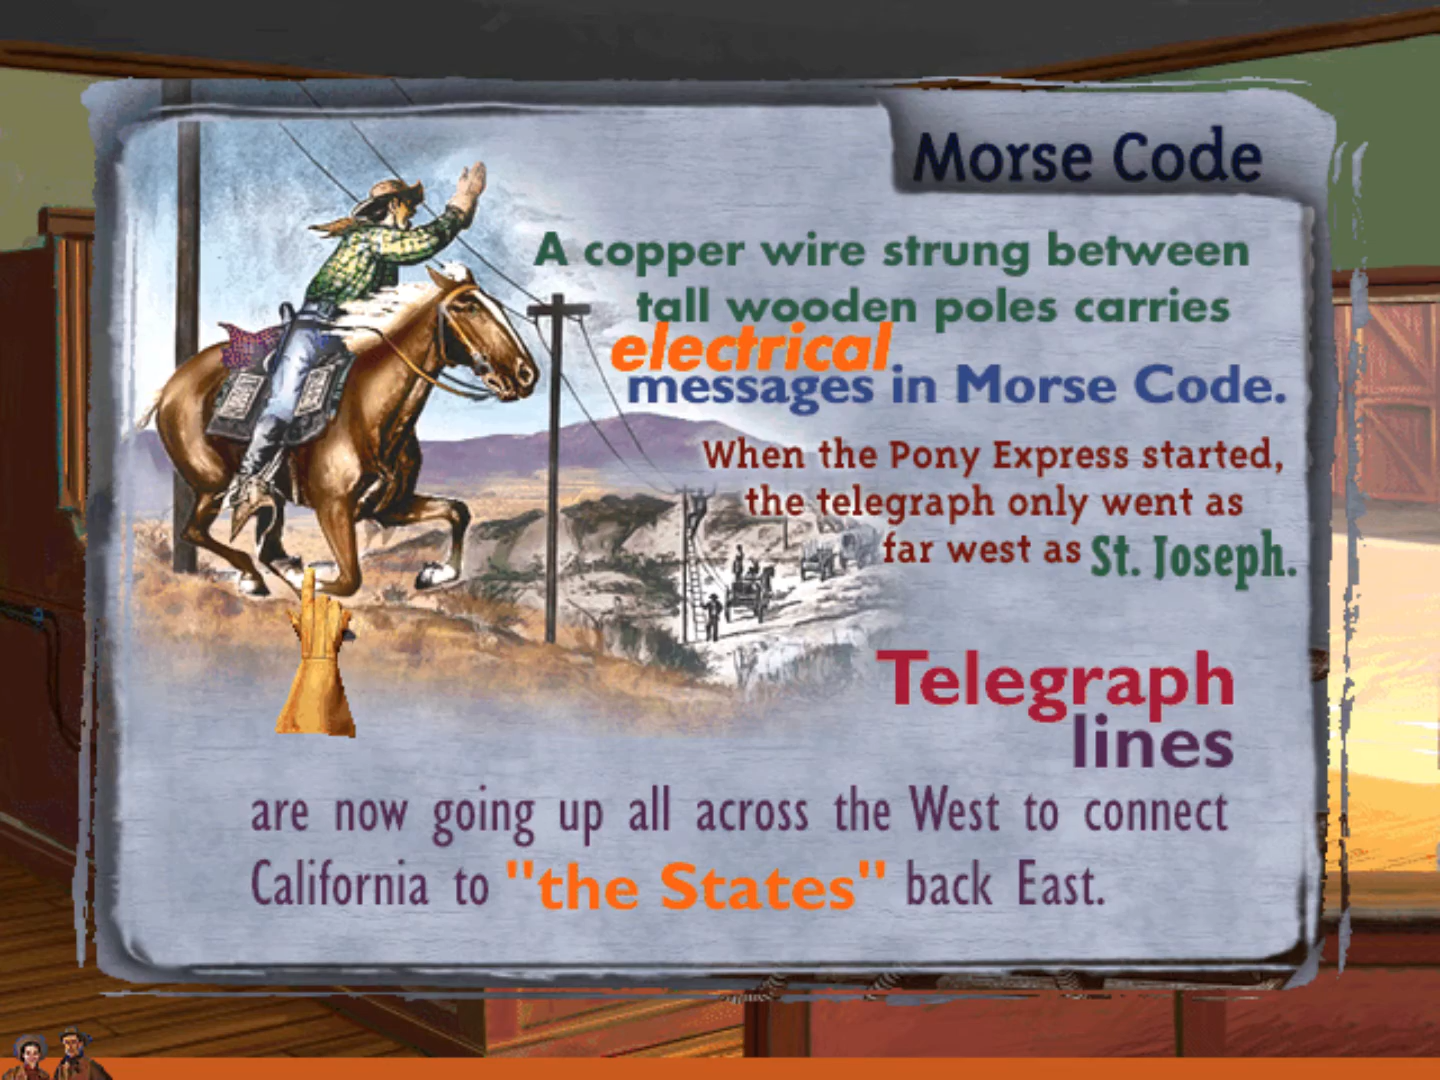 Morse Code
A copper wire strung between
tall wooden poles carries
electrical
messages in Morse Code.
When the Pony Express started,
the telegraph only went as
far west as St. Joseph.
Telegraph
lines
are now going up all across the West to connect
California to "the States" back East.